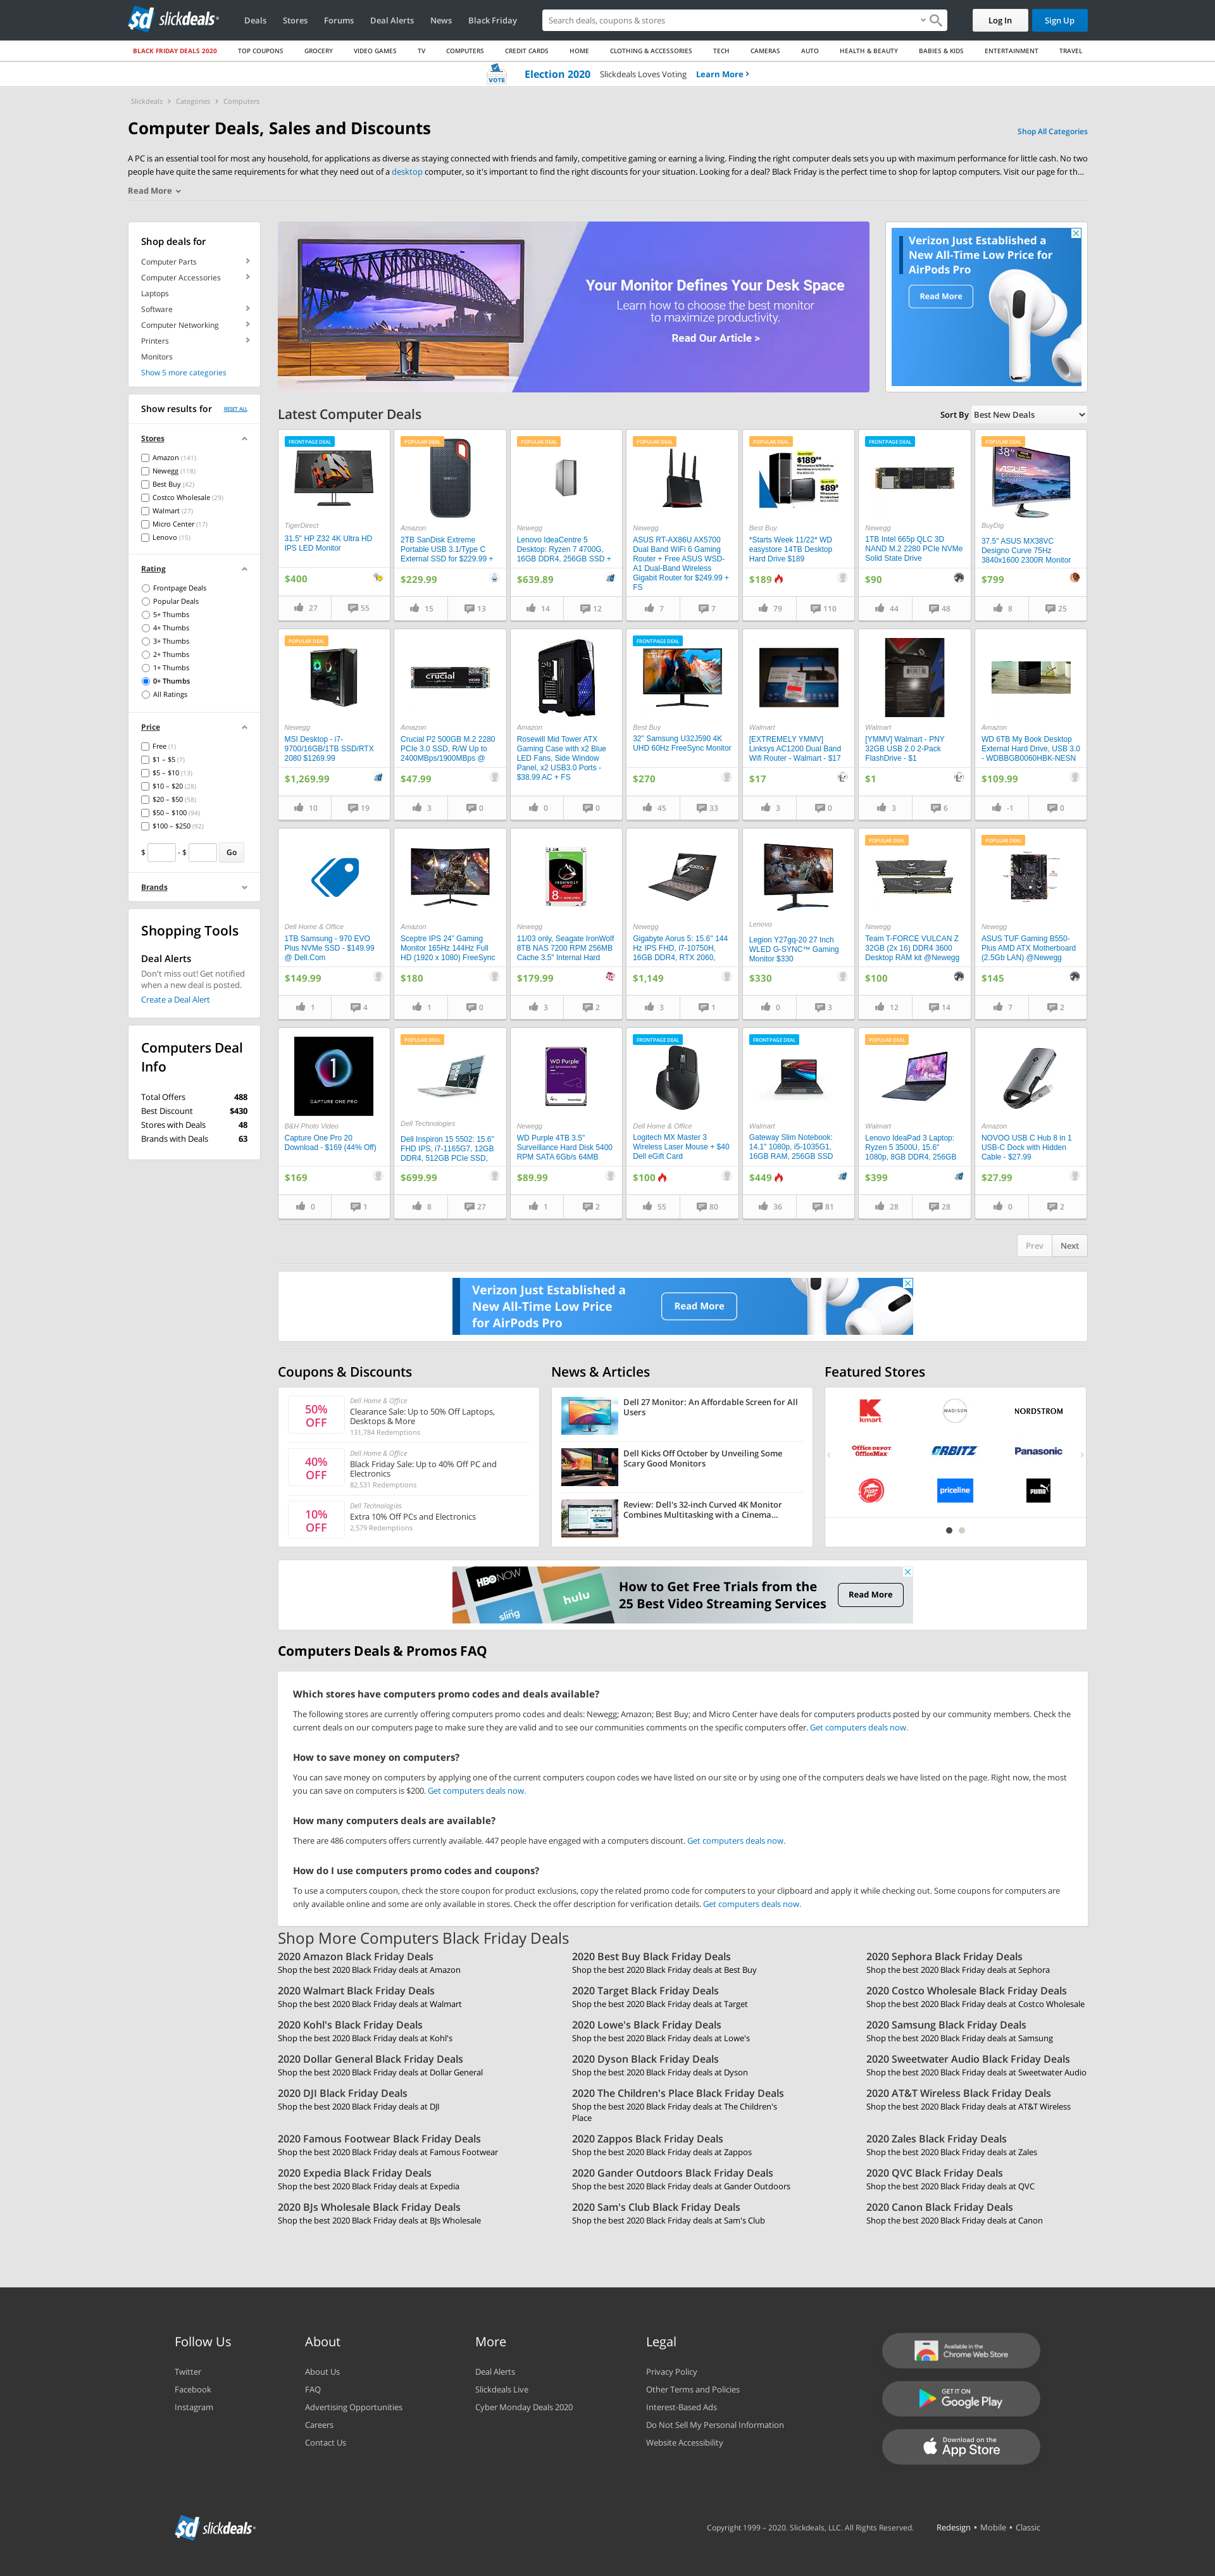 slickdeals
Deals Stores Forums Deal Alerts News Black Friday
Search deals, coupons & stores
Log In Sign Up
BLACK FRIDAY DEALS 2020 TOP COUPONS GROCERY VIDEO GAMES TV COMPUTERS CREDIT CARDS HOME CLOTHING & ACCESSORIES TECH CAMERAS AUTO HEALTH & BEAUTY BABIES & KIDS ENTERTAINMENT TRAVEL
VOTE Election 2020 Slickdeals Loves Voting Learn More
Slickdeals > Categories > Computers
Computer Deals, Sales and Discounts
Shop All Categories
A PC is an essential tool for most any household, for applications as diverse as staying connected with friends and family, competitive gaming or earning a living. Finding the right computer deals sets you up with maximum performance for little cash. No two
people have quite the same requirements for what they need out of a desktop computer, so it's important to find the right discounts for your situation. Looking for a deal? Black Friday is the perfect time to shop for laptop computers. Visit our page for th...
Read More
Shop deals for
Computer Parts
Computer Accessories
Laptops
Software
Computer Networking
Printers
Monitors
Show 5 more categories
Show results for RESET ALL
Stores
Amazon (141)
Newegg (118)
Best Buy (42)
Costco Wholesale (29)
Walmart (27)
Micro Center (17)
Lenovo (15)
Rating
Frontpage Deals
Popular Deals
5+ Thumbs
4+ Thumbs
3+ Thumbs
2+ Thumbs
1+ Thumbs
0+ Thumbs
All Ratings
Price
Free (1)
$1 – $5 (7)
$5 – $10 (13)
$10 – $20 (28)
$20 – $50 (58)
$50 – $100 (94)
$100 – $250 (92)
$ - $ Go
Brands
Shopping Tools
Deal Alerts
Don't miss out! Get notified
when a new deal is posted.
Create a Deal Alert
Computers Deal
Info
Total Offers 488
Best Discount $430
Stores with Deals 48
Brands with Deals 63
Your Monitor Defines Your Desk Space
Learn how to choose the best monitor
to maximize productivity.
Read Our Article >
Verizon Just Established a
New All-Time Low Price for
AirPods Pro
Read More
Latest Computer Deals
Sort By Best New Deals
FRONTPAGE DEAL
TigerDirect
31.5" HP Z32 4K Ultra HD
IPS LED Monitor
$400
27 55
POPULAR DEAL
Amazon
2TB SanDisk Extreme
Portable USB 3.1/Type C
External SSD for $229.99 +
$229.99
15 13
POPULAR DEAL
Newegg
Lenovo IdeaCentre 5
Desktop: Ryzen 7 4700G,
16GB DDR4, 256GB SSD +
$639.89
14 12
POPULAR DEAL
Newegg
ASUS RT-AX86U AX5700
Dual Band WiFi 6 Gaming
Router + Free ASUS WSD-
A1 Dual-Band Wireless
Gigabit Router for $249.99 +
FS
7 7
POPULAR DEAL
Best Buy
*Starts Week 11/22* WD
easystore 14TB Desktop
Hard Drive $189
$189
79 110
FRONTPAGE DEAL
Newegg
1TB Intel 665p QLC 3D
NAND M.2 2280 PCIe NVMe
Solid State Drive
$90
44 48
POPULAR DEAL
BuyDig
37.5" ASUS MX38VC
Designo Curve 75Hz
3840x1600 2300R Monitor
$799
8 25
POPULAR DEAL
Newegg
MSI Desktop - i7-
9700/16GB/1TB SSD/RTX
2080 $1269.99
$1,269.99
10 19
Amazon
Crucial P2 500GB M.2 2280
PCIe 3.0 SSD, R/W Up to
2400MBps/1900MBps @
$47.99
3 0
Amazon
Rosewill Mid Tower ATX
Gaming Case with x2 Blue
LED Fans, Side Window
Panel, x2 USB3.0 Ports -
$38.99 AC + FS
0 0
FRONTPAGE DEAL
Best Buy
32" Samsung U32J590 4K
UHD 60Hz FreeSync Monitor
$270
45 33
Walmart
[EXTREMELY YMMV]
Linksys AC1200 Dual Band
Wifi Router - Walmart - $17
$17
3 0
Walmart
[YMMV] Walmart - PNY
32GB USB 2.0 2-Pack
FlashDrive - $1
$1
3 6
Amazon
WD 6TB My Book Desktop
External Hard Drive, USB 3.0
- WDBBGB0060HBK-NESN
$109.99
-1 0
Dell Home & Office
1TB Samsung - 970 EVO
Plus NVMe SSD - $149.99
@ Dell.Com
$149.99
1 4
Amazon
Sceptre IPS 24" Gaming
Monitor 165Hz 144Hz Full
HD (1920 x 1080) FreeSync
$180
1 0
Newegg
11/03 only, Seagate IronWolf
8TB NAS 7200 RPM 256MB
Cache 3.5" Internal Hard
$179.99
3 2
Newegg
Gigabyte Aorus 5: 15.6" 144
Hz IPS FHD, i7-10750H,
16GB DDR4, RTX 2060,
$1,149
3 1
Lenovo
Legion Y27gq-20 27 Inch
WLED G-SYNC™ Gaming
Monitor $330
$330
0 3
POPULAR DEAL
Newegg
Team T-FORCE VULCAN Z
32GB (2x 16) DDR4 3600
Desktop RAM kit @Newegg
$100
12 14
POPULAR DEAL
Newegg
ASUS TUF Gaming B550-
Plus AMD ATX Motherboard
(2.5Gb LAN) @Newegg
$145
7 2
CAPTURE ONE PRO
B&H Photo Video
Capture One Pro 20
Download - $169 (44% Off)
$169
0 1
POPULAR DEAL
Dell Technologies
Dell Inspiron 15 5502: 15.6"
FHD IPS, i7-1165G7, 12GB
DDR4, 512GB PCIe SSD,
$699.99
8 27
WD Purple
Newegg
WD Purple 4TB 3.5"
Surveillance Hard Disk 5400
RPM SATA 6Gb/s 64MB
$89.99
1 2
FRONTPAGE DEAL
Dell Home & Office
Logitech MX Master 3
Wireless Laser Mouse + $40
Dell eGift Card
$100
55 80
FRONTPAGE DEAL
Walmart
Gateway Slim Notebook:
14.1" 1080p, i5-1035G1,
16GB RAM, 256GB SSD
$449
36 81
POPULAR DEAL
Walmart
Lenovo IdeaPad 3 Laptop:
Ryzen 5 3500U, 15.6"
1080p, 8GB DDR4, 256GB
$399
28 28
Amazon
NOVOO USB C Hub 8 in 1
USB-C Dock with Hidden
Cable - $27.99
$27.99
0 2
Prev Next
Verizon Just Established a
New All-Time Low Price
for AirPods Pro
Read More
Coupons & Discounts
50% OFF
Dell Home & Office
Clearance Sale: Up to 50% Off Laptops,
Desktops & More
131,784 Redemptions
40% OFF
Dell Home & Office
Black Friday Sale: Up to 40% Off PC and
Electronics
82,531 Redemptions
10% OFF
Dell Technologies
Extra 10% Off PCs and Electronics
2,579 Redemptions
News & Articles
Dell 27 Monitor: An Affordable Screen for All
Users
Dell Kicks Off October by Unveiling Some
Scary Good Monitors
Review: Dell's 32-inch Curved 4K Monitor
Combines Multitasking with a Cinema...
Featured Stores
kmart MADISON NORDSTROM
Office DEPOT OfficeMax ORBITZ Panasonic
Pizza Hut priceline PUMA
HBO NOW
sling
hulu
How to Get Free Trials from the
25 Best Video Streaming Services
Read More
Computers Deals & Promos FAQ
Which stores have computers promo codes and deals available?
The following stores are currently offering computers promo codes and deals: Newegg; Amazon; Best Buy; and Micro Center have deals for computers products posted by our community members. Check the
current deals on our computers page to make sure they are valid and to see our communities comments on the specific computers offer. Get computers deals now.
How to save money on computers?
You can save money on computers by applying one of the current computers coupon codes we have listed on our site or by using one of the computers deals we have listed on the page. Right now, the most
you can save on computers is $200. Get computers deals now.
How many computers deals are available?
There are 486 computers offers currently available. 447 people have engaged with a computers discount. Get computers deals now.
How do I use computers promo codes and coupons?
To use a computers coupon, check the store coupon for product exclusions, copy the related promo code for computers to your clipboard and apply it while checking out. Some coupons for computers are
only available online and some are only available in stores. Check the offer description for verification details. Get computers deals now.
Shop More Computers Black Friday Deals
2020 Amazon Black Friday Deals
Shop the best 2020 Black Friday deals at Amazon
2020 Best Buy Black Friday Deals
Shop the best 2020 Black Friday deals at Best Buy
2020 Sephora Black Friday Deals
Shop the best 2020 Black Friday deals at Sephora
2020 Walmart Black Friday Deals
Shop the best 2020 Black Friday deals at Walmart
2020 Target Black Friday Deals
Shop the best 2020 Black Friday deals at Target
2020 Costco Wholesale Black Friday Deals
Shop the best 2020 Black Friday deals at Costco Wholesale
2020 Kohl's Black Friday Deals
Shop the best 2020 Black Friday deals at Kohl's
2020 Lowe's Black Friday Deals
Shop the best 2020 Black Friday deals at Lowe's
2020 Samsung Black Friday Deals
Shop the best 2020 Black Friday deals at Samsung
2020 Dollar General Black Friday Deals
Shop the best 2020 Black Friday deals at Dollar General
2020 Dyson Black Friday Deals
Shop the best 2020 Black Friday deals at Dyson
2020 Sweetwater Audio Black Friday Deals
Shop the best 2020 Black Friday deals at Sweetwater Audio
2020 DJI Black Friday Deals
Shop the best 2020 Black Friday deals at DJI
2020 The Children's Place Black Friday Deals
Shop the best 2020 Black Friday deals at The Children's
Place
2020 AT&T Wireless Black Friday Deals
Shop the best 2020 Black Friday deals at AT&T Wireless
2020 Famous Footwear Black Friday Deals
Shop the best 2020 Black Friday deals at Famous Footwear
2020 Zappos Black Friday Deals
Shop the best 2020 Black Friday deals at Zappos
2020 Zales Black Friday Deals
Shop the best 2020 Black Friday deals at Zales
2020 Expedia Black Friday Deals
Shop the best 2020 Black Friday deals at Expedia
2020 Gander Outdoors Black Friday Deals
Shop the best 2020 Black Friday deals at Gander Outdoors
2020 QVC Black Friday Deals
Shop the best 2020 Black Friday deals at QVC
2020 BJs Wholesale Black Friday Deals
Shop the best 2020 Black Friday deals at BJs Wholesale
2020 Sam's Club Black Friday Deals
Shop the best 2020 Black Friday deals at Sam's Club
2020 Canon Black Friday Deals
Shop the best 2020 Black Friday deals at Canon
Follow Us
Twitter
Facebook
Instagram
About
About Us
FAQ
Advertising Opportunities
Careers
Contact Us
More
Deal Alerts
Slickdeals Live
Cyber Monday Deals 2020
Legal
Privacy Policy
Other Terms and Policies
Interest-Based Ads
Do Not Sell My Personal Information
Website Accessibility
Available in the
Chrome Web Store
GET IT ON
Google Play
Download on the
App Store
slickdeals
Copyright 1999 – 2020. Slickdeals, LLC. All Rights Reserved. Redesign • Mobile • Classic